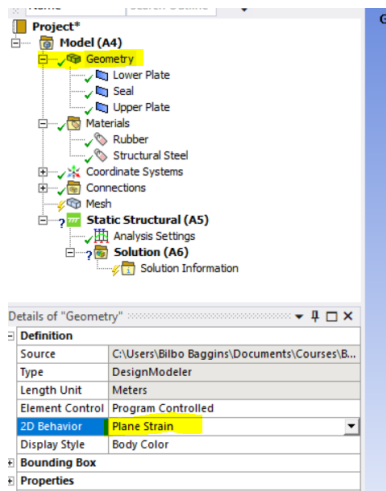 Project*
Model (A4)
Geometry
Lower Plate
Seal
Upper Plate
Materials
Rubber
Structural Steel
Coordinate Systems
Connections
Mesh
Static Structural (A5)
Analysis Settings
Solution (A6)
Solution Information
Details of "Geometry"
Definition
Source C:\Users\Bilbo Baggins\Documents\Courses\B...
Type DesignModeler
Length Unit Meters
Element Control Program Controlled
2D Behavior Plane Strain
Display Style Body Color
Bounding Box
Properties